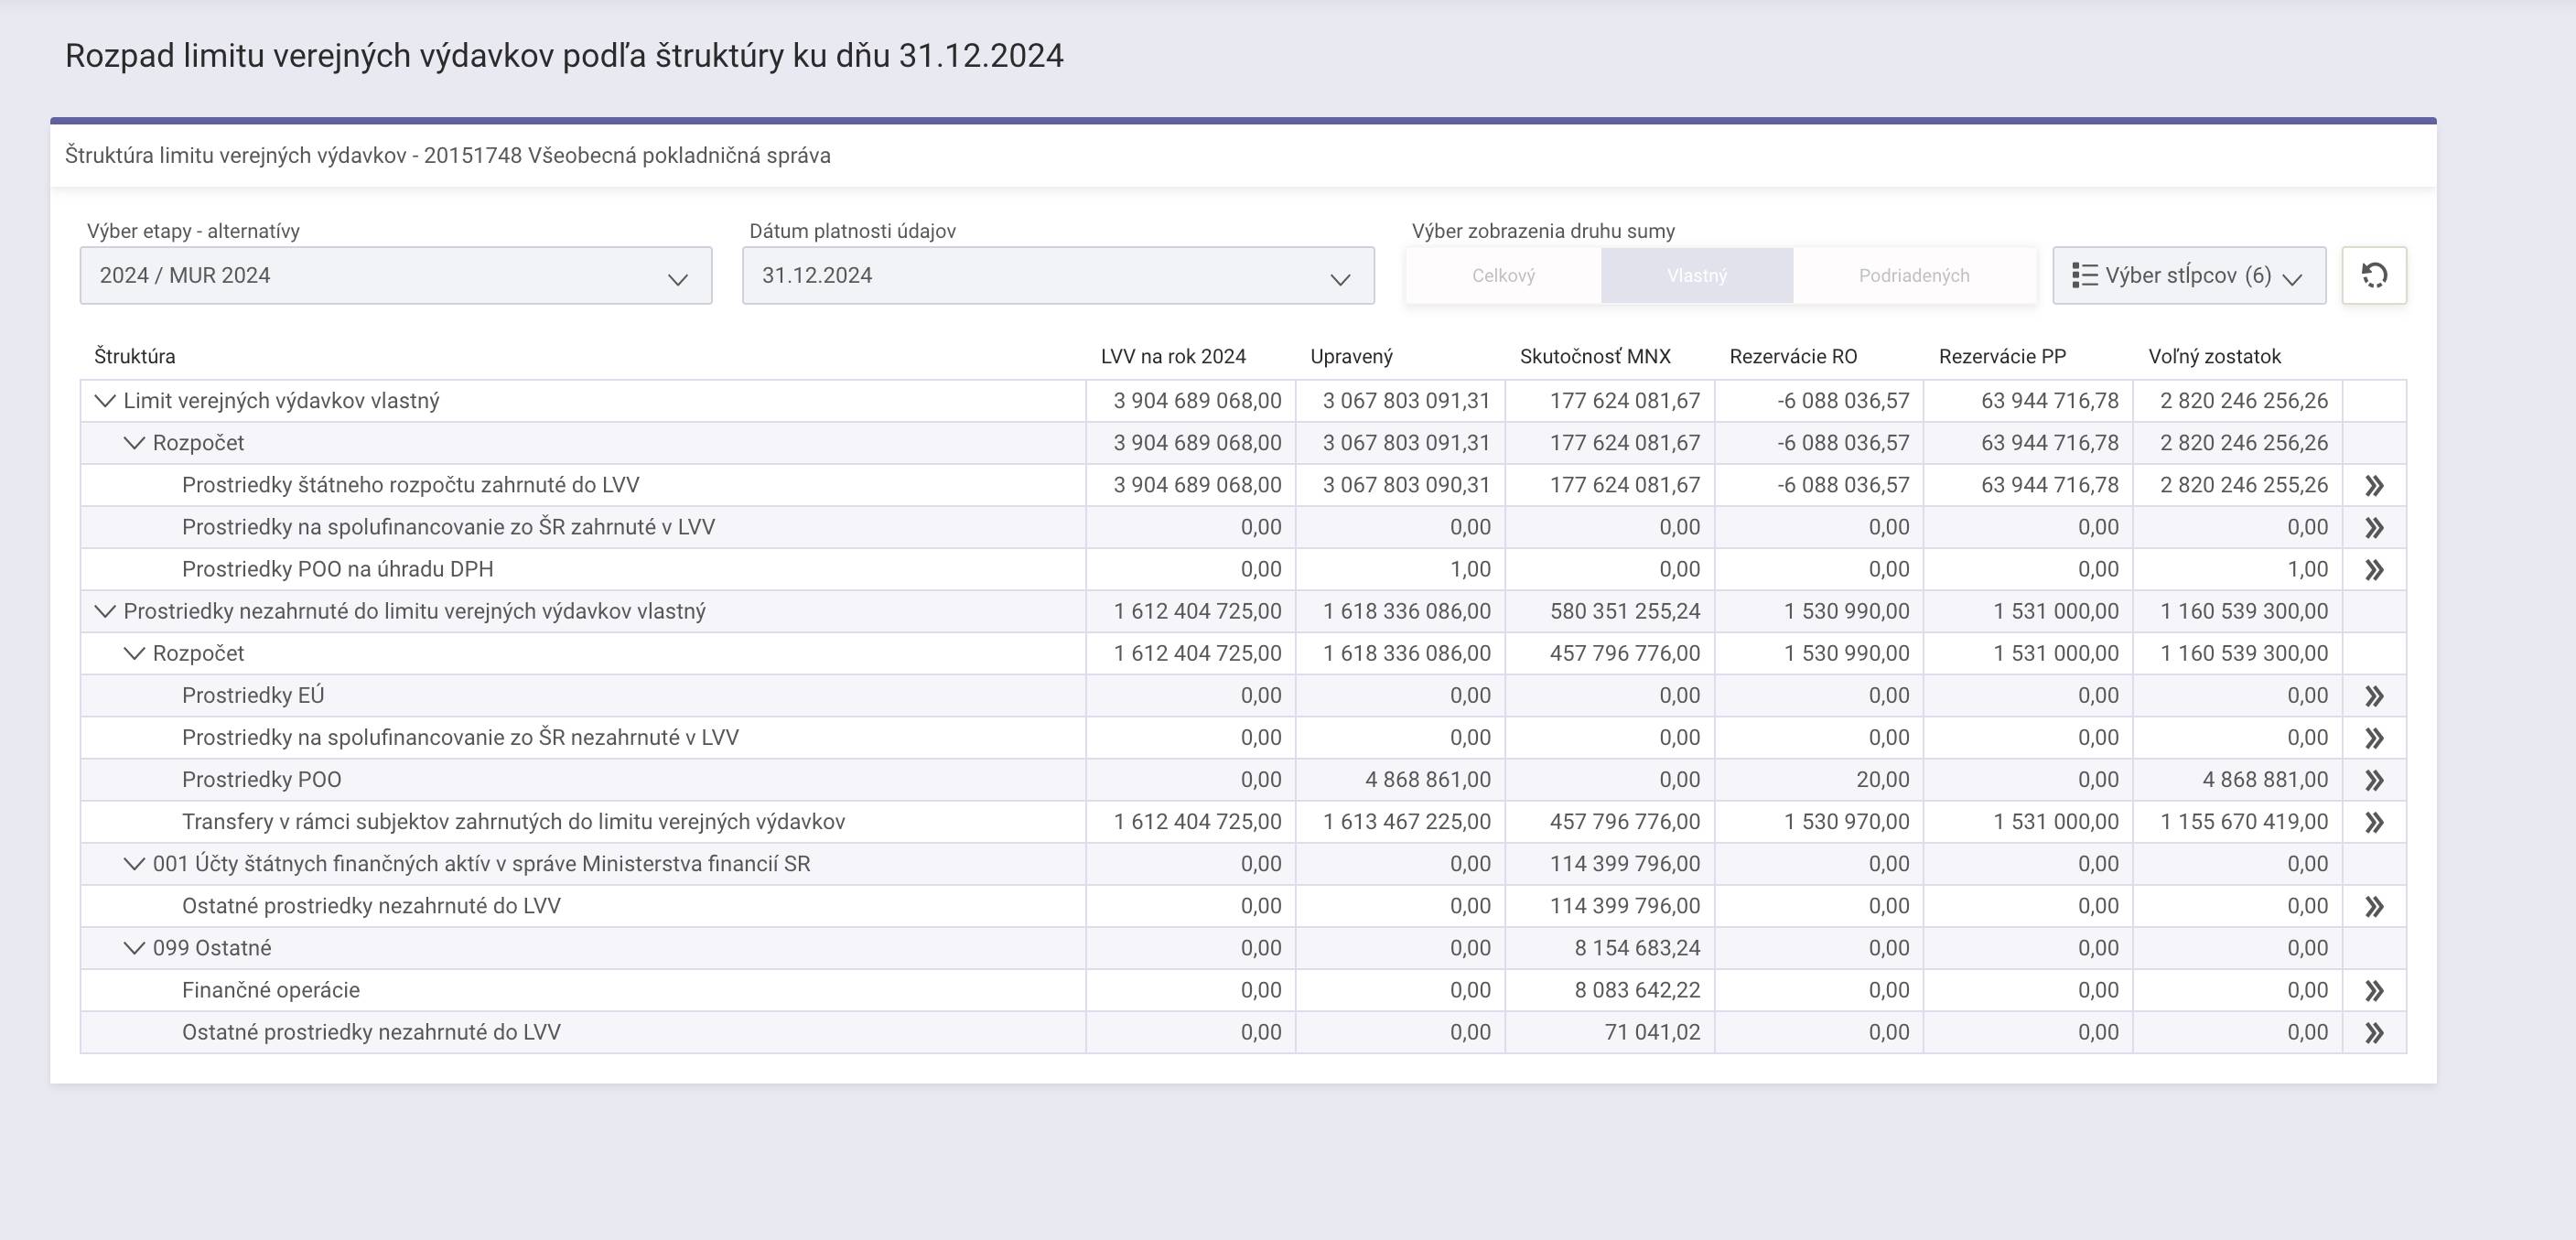 Rozpad limitu verejných výdavkov podľa štruktúry ku dňu 31.12.2024
Štruktúra limitu verejných výdavkov - 20151748 Všeobecná pokladničná správa
Výber etapy - alternatívy Dátum platnosti údajov Výber zobrazenia druhu sumy
2024 / MUR 2024 31.12.2024 Celkový Vlastný Podriadených Výber stĺpcov (6)
Štruktúra LVV na rok 2024 Upravený Skutočnosť MNX Rezervácie RO Rezervácie PP Voľný zostatok
Limit verejných výdavkov vlastný 3 904 689 068,00 3 067 803 091,31 177 624 081,67 -6 088 036,57 63 944 716,78 2 820 246 256,26
Rozpočet 3 904 689 068,00 3 067 803 091,31 177 624 081,67 -6 088 036,57 63 944 716,78 2 820 246 256,26
Prostriedky štátneho rozpočtu zahrnuté do LVV 3 904 689 068,00 3 067 803 090,31 177 624 081,67 -6 088 036,57 63 944 716,78 2 820 246 255,26
Prostriedky na spolufinancovanie zo ŠR zahrnuté v LVV 0,00 0,00 0,00 0,00 0,00 0,00
Prostriedky POO na úhradu DPH 0,00 1,00 0,00 0,00 0,00 1,00
Prostriedky nezahrnuté do limitu verejných výdavkov vlastný 1 612 404 725,00 1 618 336 086,00 580 351 255,24 1 530 990,00 1 531 000,00 1 160 539 300,00
Rozpočet 1 612 404 725,00 1 618 336 086,00 457 796 776,00 1 530 990,00 1 531 000,00 1 160 539 300,00
Prostriedky EÚ 0,00 0,00 0,00 0,00 0,00 0,00
Prostriedky na spolufinancovanie zo ŠR nezahrnuté v LVV 0,00 0,00 0,00 0,00 0,00 0,00
Prostriedky POO 0,00 4 868 861,00 0,00 20,00 0,00 4 868 881,00
Transfery v rámci subjektov zahrnutých do limitu verejných výdavkov 1 612 404 725,00 1 613 467 225,00 457 796 776,00 1 530 970,00 1 531 000,00 1 155 670 419,00
001 Účty štátnych finančných aktív v správe Ministerstva financií SR 0,00 0,00 114 399 796,00 0,00 0,00 0,00
Ostatné prostriedky nezahrnuté do LVV 0,00 0,00 114 399 796,00 0,00 0,00 0,00
099 Ostatné 0,00 0,00 8 154 683,24 0,00 0,00 0,00
Finančné operácie 0,00 0,00 8 083 642,22 0,00 0,00 0,00
Ostatné prostriedky nezahrnuté do LVV 0,00 0,00 71 041,02 0,00 0,00 0,00